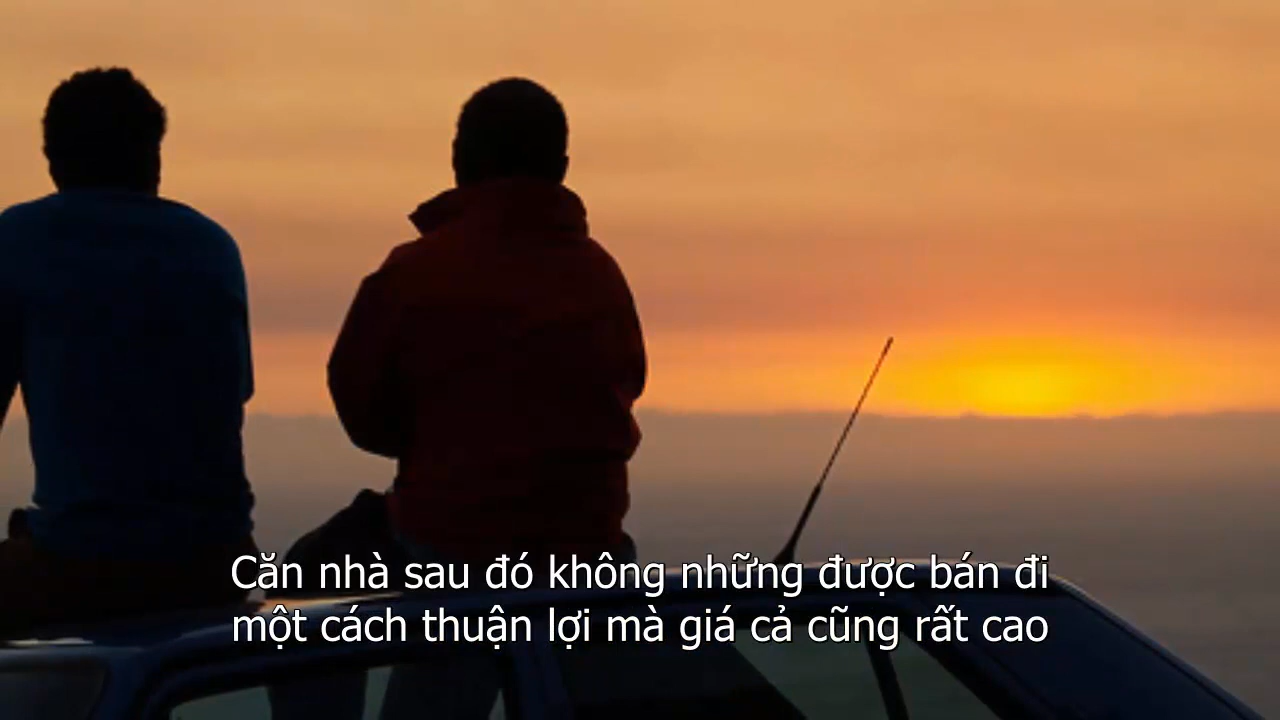 Căn nhà sau đó không những được bán đi
một cách thuận lợi mà giá cả cũng rất cao